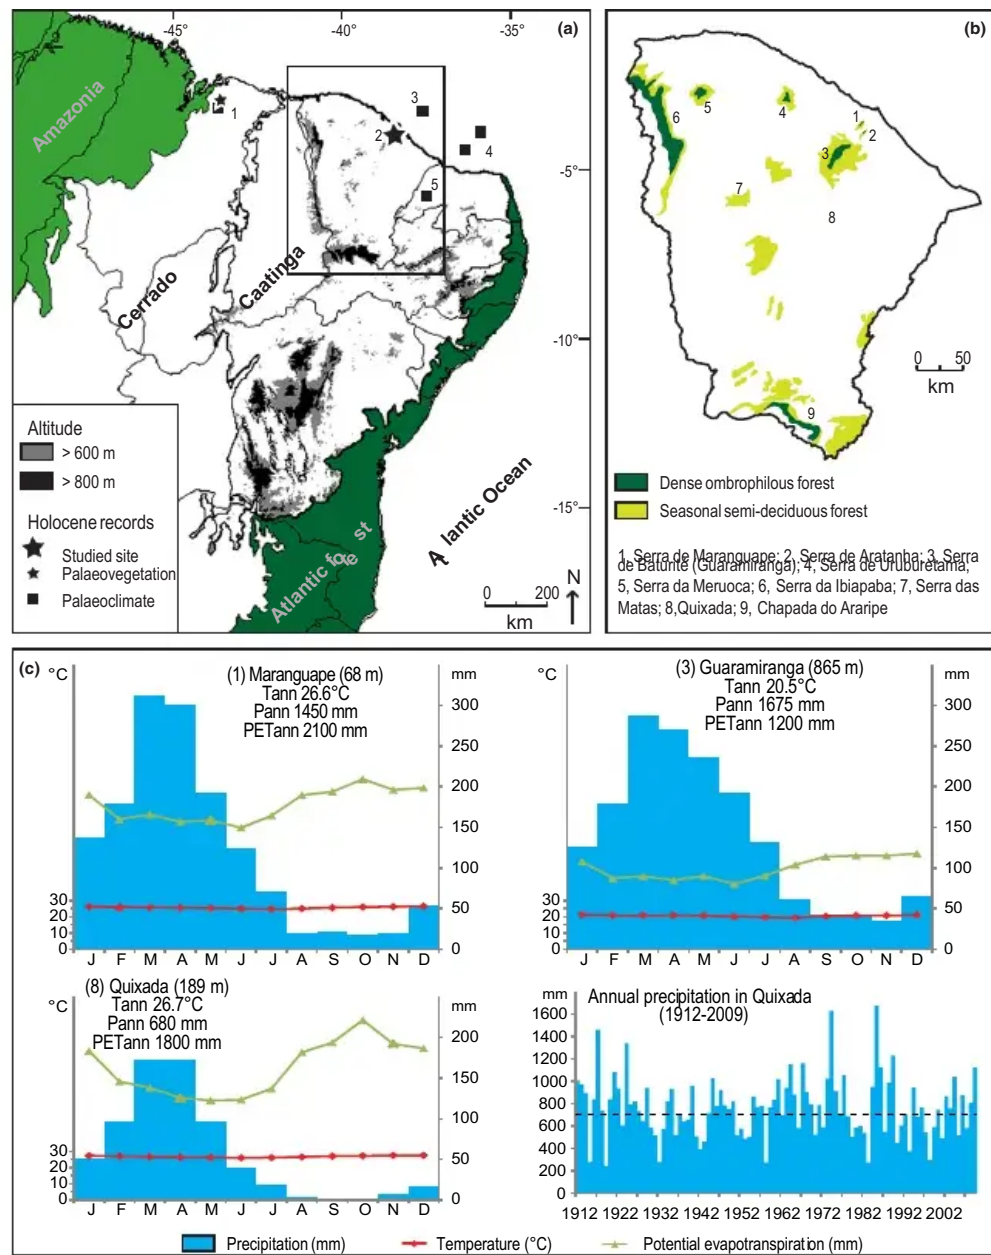 -45°
-40°
-35°
(a)
Amazonia
1
2
3
4
5
-5°
-10°
-15°
Cerrado
Caatinga
Atlantic forest
Atlantic Ocean
Altitude
> 600 m
> 800 m
Holocene records
Studied site
Palaeovegetation
Palaeoclimate
0 200
km
N
(b)
6
5
4
1
2
3
7
8
9
0 50
km
Dense ombrophilous forest
Seasonal semi-deciduous forest
1, Serra de Maranguape; 2, Serra de Aratanha; 3, Serra
de Baturité (Guaramiranga); 4, Serra de Uruburetama;
5, Serra da Meruoca; 6, Serra da Ibiapaba; 7, Serra das
Matas; 8,Quixada; 9, Chapada do Araripe
(c)
°C
(1) Maranguape (68 m)
Tann 26.6°C
Pann 1450 mm
PETann 2100 mm
mm
300
250
200
150
100
50
0
30
20
10
0
J F M A M J J A S O N D
°C
(3) Guaramiranga (865 m)
Tann 20.5°C
Pann 1675 mm
PETann 1200 mm
mm
300
250
200
150
100
50
0
30
20
10
0
J F M A M J J A S O N D
°C
(8) Quixada (189 m)
Tann 26.7°C
Pann 680 mm
PETann 1800 mm
mm
200
150
100
50
0
30
20
10
0
J F M A M J J A S O N D
mm
Annual precipitation in Quixada
(1912-2009)
1600
1400
1200
1000
800
600
400
200
0
1912 1922 1932 1942 1952 1962 1972 1982 1992 2002
Precipitation (mm)
Temperature (°C)
Potential evapotranspiration (mm)